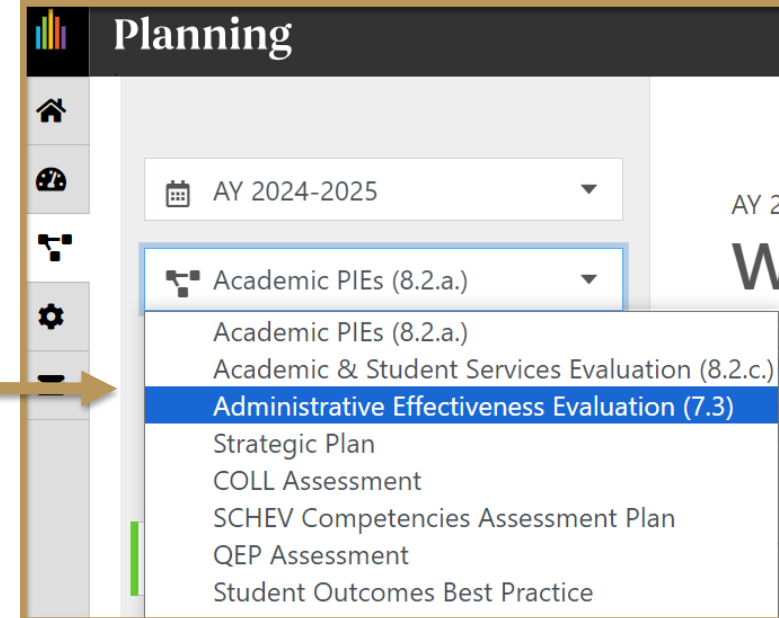 Planning
AY 2024-2025
AY 2
W
Academic PIEs (8.2.a.)
Academic PIEs (8.2.a.)
Academic & Student Services Evaluation (8.2.c.)
Administrative Effectiveness Evaluation (7.3)
Strategic Plan
COLL Assessment
SCHEV Competencies Assessment Plan
QEP Assessment
Student Outcomes Best Practice